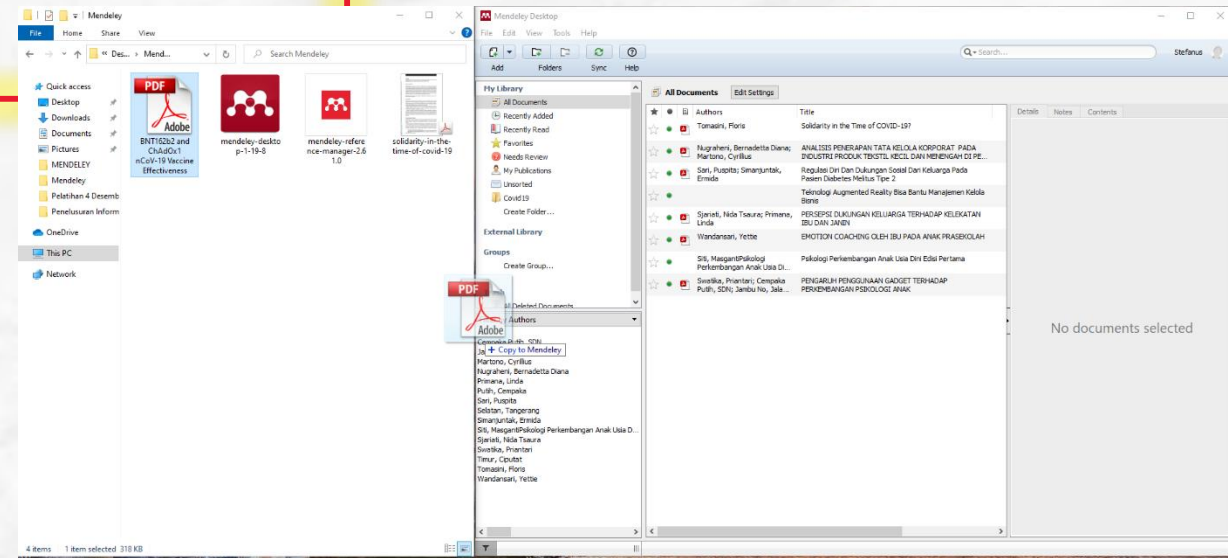 Mendeley
File Home Share View
« Des... › Mend...
Search Mendeley
Quick access
Desktop
Downloads
Documents
Pictures
MENDELEY
Mendeley
Pelatihan 4 Desemb
Penelusuran Inform
OneDrive
This PC
Network
PDF
Adobe
BNT162b2 and
ChAdOx1
nCoV-19 Vaccine
Effectiveness
mendeley-deskto
p-1-19-8
mendeley-refere
nce-manager-2.6
1.0
solidarity-in-the-
time-of-covid-19
4 items 1 item selected 318 KB
Mendeley Desktop
File Edit View Tools Help
Add Folders Sync Help
Search...
Stefanus
My Library
All Documents
Recently Added
Recently Read
Favorites
Needs Review
My Publications
Unsorted
Covid19
Create Folder...
External Library
Groups
Create Group...
All Deleted Documents
PDF
Adobe
Authors
Cempaka Putih, SDN
Ja
+ Copy to Mendeley
Martono, Cyrillus
Nugraheni, Bernadetta Diana
Primana, Linda
Putih, Cempaka
Sari, Puspita
Selatan, Tangerang
Simanjuntak, Ermida
Siti, MasgantiPsikologi Perkembangan Anak Usia D...
Sjariati, Nida Tsaura
Swatika, Priantari
Timur, Ciputat
Tomasini, Floris
Wandansari, Yettie
All Documents Edit Settings
Authors Title
Tomasini, Floris Solidarity in the Time of COVID-19?
Nugraheni, Bernadetta Diana; ANALISIS PENERAPAN TATA KELOLA KORPORAT PADA
Martono, Cyrillus INDUSTRI PRODUK TEKSTIL KECIL DAN MENENGAH DI PE...
Sari, Puspita; Simanjuntak, Regulasi Diri Dan Dukungan Sosial Dari Keluarga Pada
Ermida Pasien Diabetes Melitus Tipe 2
Teknologi Augmented Reality Bisa Bantu Manajemen Kelola
Bisnis
Sjariati, Nida Tsaura; Primana, PERSEPSI DUKUNGAN KELUARGA TERHADAP KELEKATAN
Linda IBU DAN JANIN
Wandansari, Yettie EMOTION COACHING OLEH IBU PADA ANAK PRASEKOLAH
Siti, MasgantiPsikologi Psikologi Perkembangan Anak Usia Dini Edisi Pertama
Perkembangan Anak Usia Di...
Swatika, Priantari; Cempaka PENGARUH PENGGUNAAN GADGET TERHADAP
Putih, SDN; Jambu No, Jala... PERKEMBANGAN PSIKOLOGI ANAK
Details Notes Contents
No documents selected